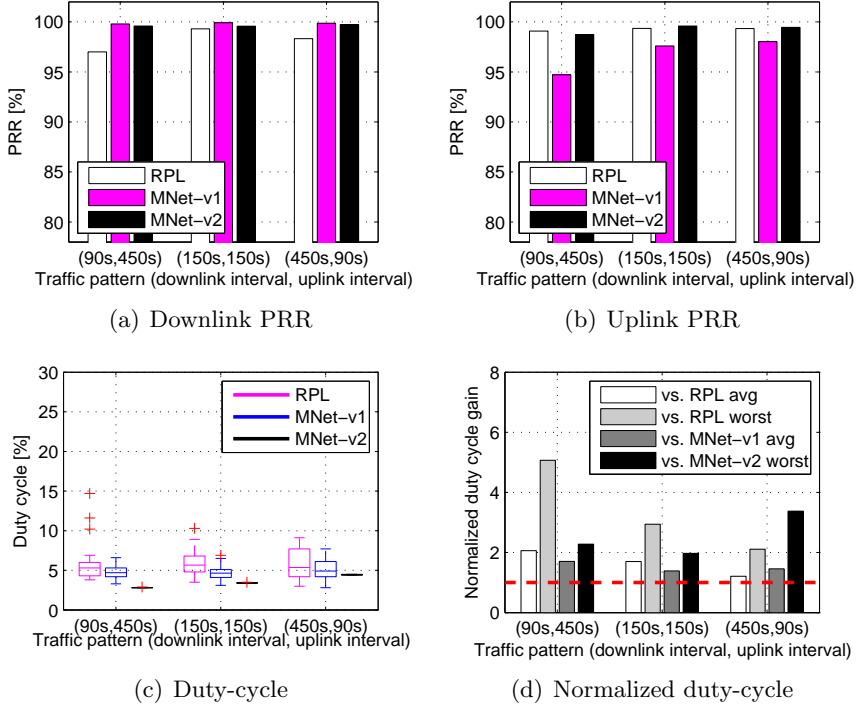 100
95
90
85
80
PRR [%]
RPL
MNet−v1
MNet−v2
(90s,450s) (150s,150s) (450s,90s)
Traffic pattern (downlink interval, uplink interval)
(a) Downlink PRR
100
95
90
85
80
PRR [%]
RPL
MNet−v1
MNet−v2
(90s,450s) (150s,150s) (450s,90s)
Traffic pattern (downlink interval, uplink interval)
(b) Uplink PRR
30
25
20
15
10
5
0
Duty cycle [%]
RPL
MNet−v1
MNet−v2
(90s,450s) (150s,150s) (450s,90s)
Traffic pattern (downlink interval, uplink interval)
(c) Duty-cycle
8
6
4
2
0
Normalized duty cycle gain
vs. RPL avg
vs. RPL worst
vs. MNet−v1 avg
vs. MNet−v2 worst
(90s,450s) (150s,150s) (450s,90s)
Traffic pattern (downlink interval, uplink interval)
(d) Normalized duty-cycle